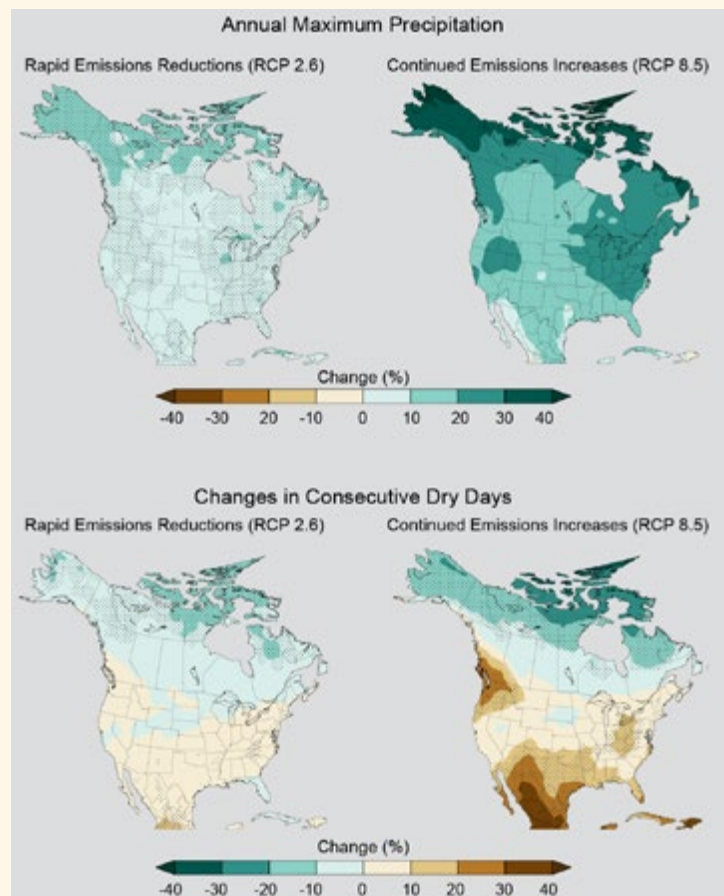 Annual Maximum Precipitation
Rapid Emissions Reductions (RCP 2.6) Continued Emissions Increases (RCP 8.5)
Change (%)
-40 -30 20 -10 0 10 20 30 40
Changes in Consecutive Dry Days
Rapid Emissions Reductions (RCP 2.6) Continued Emissions Increases (RCP 8.5)
Change (%)
-40 -30 -20 -10 0 10 20 30 40